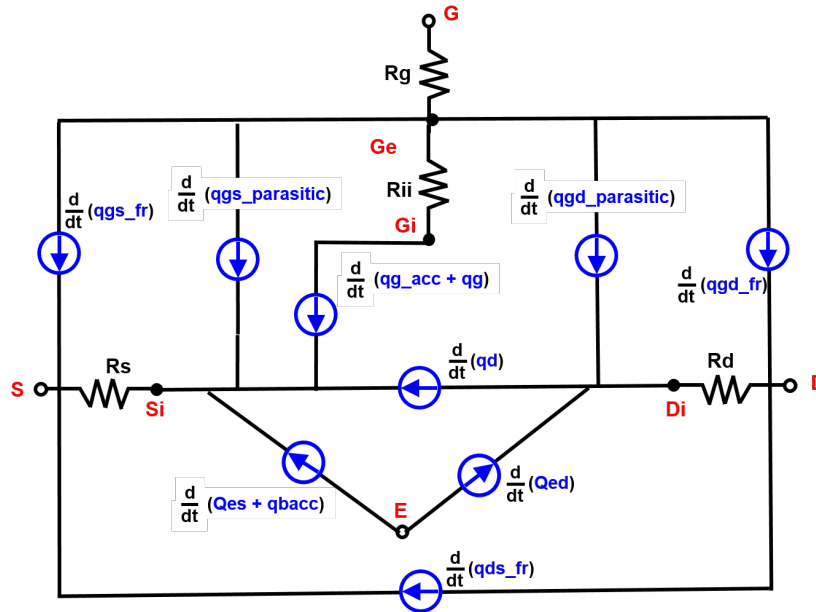 G
Rg
Ge
d/dt (qgs_parasitic)
d/dt (qgd_parasitic)
Rii
d/dt (qgs_fr)
Gi
d/dt (qg_acc + qg)
d/dt (qgd_fr)
d/dt (qd)
Rs
Rd
S
D
Si
Di
d/dt (Qes + qbacc)
E
d/dt (Qed)
d/dt (qds_fr)